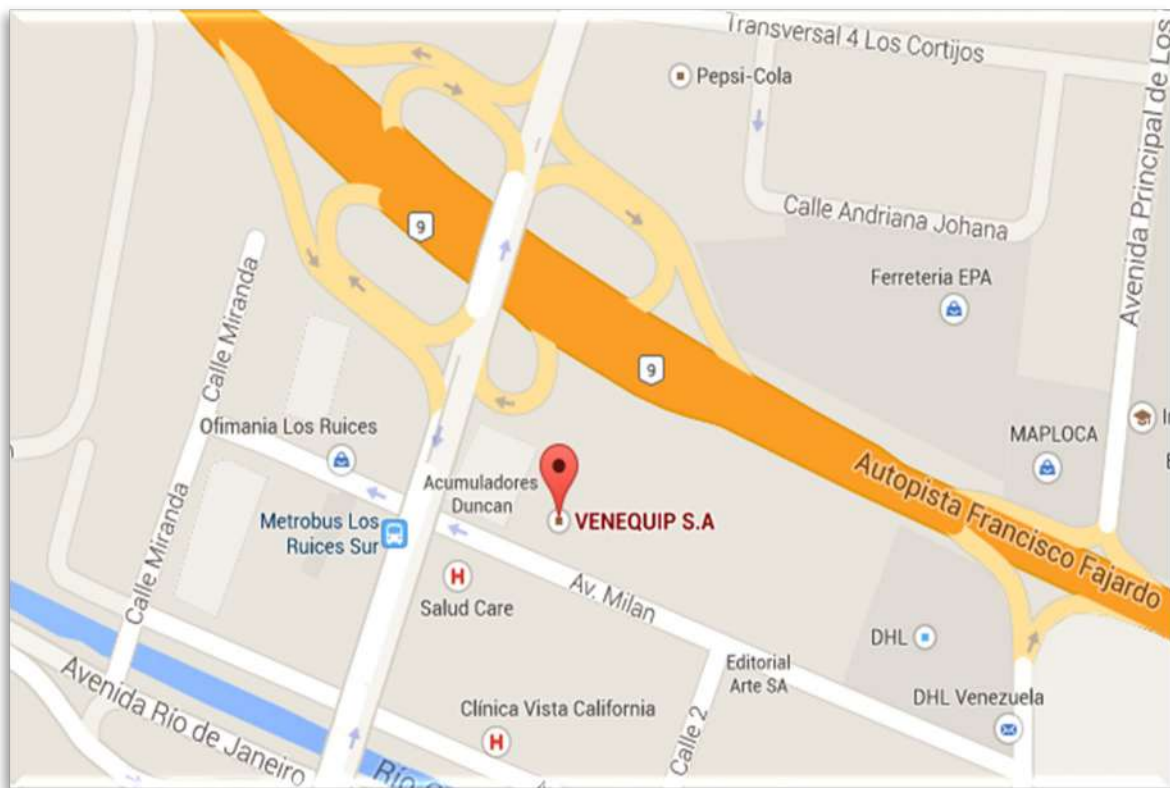 Transversal 4 Los Cortijos
Pepsi-Cola
Avenida Principal de Los
Calle Andriana Johana
9
Ferreteria EPA
Calle Miranda
9
Ofimania Los Ruices
MAPLOCA
Acumuladores
Duncan
Autopista Francisco Fajardo
VENEQUIP S.A
Metrobus Los
Ruices Sur
Calle Miranda
H
Salud Care
Av. Milan
DHL
Editorial
Arte SA
Avenida Río de Janeiro
Clínica Vista California
H
DHL Venezuela
Calle 2
Río